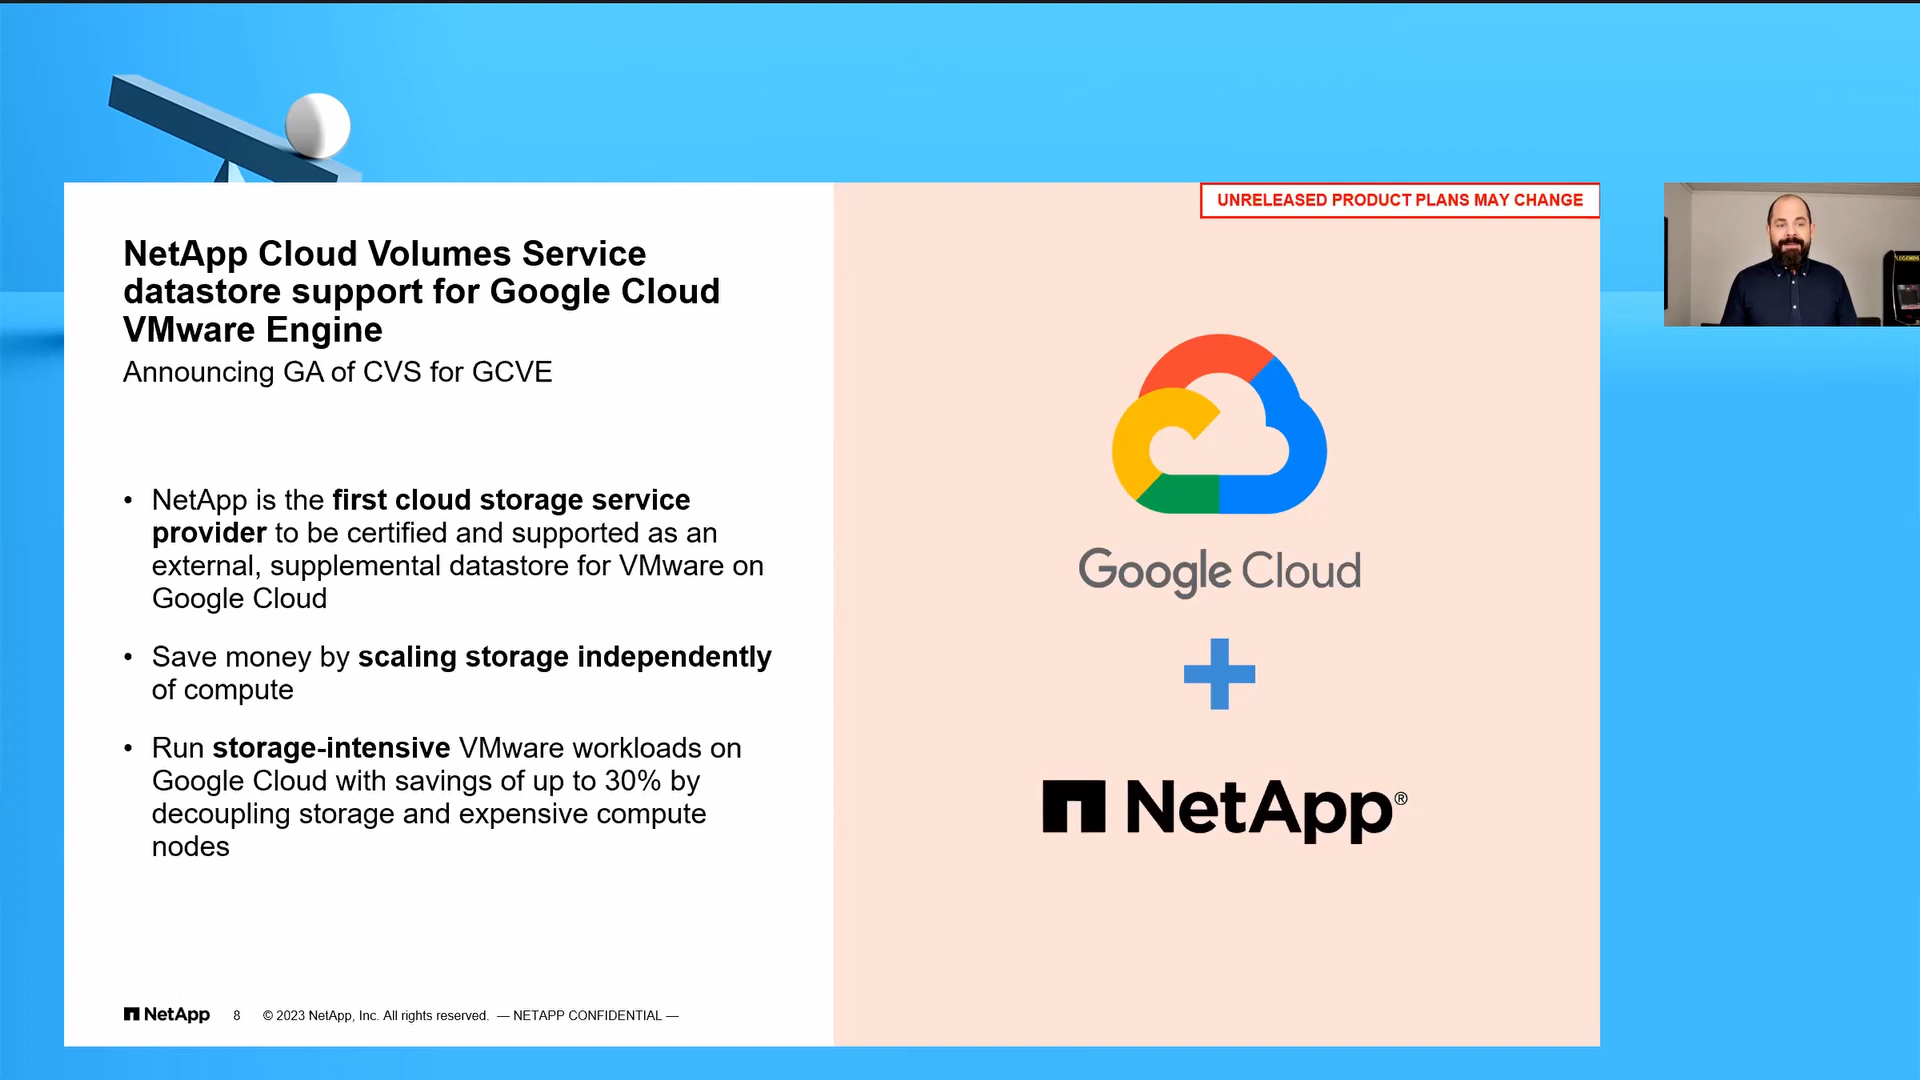 UNRELEASED PRODUCT PLANS MAY CHANGE
NetApp Cloud Volumes Service
datastore support for Google Cloud
VMware Engine
Announcing GA of CVS for GCVE
• NetApp is the first cloud storage service
provider to be certified and supported as an
external, supplemental datastore for VMware on
Google Cloud
• Save money by scaling storage independently
of compute
• Run storage-intensive VMware workloads on
Google Cloud with savings of up to 30% by
decoupling storage and expensive compute
nodes
Google Cloud
NetApp®
NetApp 8 © 2023 NetApp, Inc. All rights reserved. — NETAPP CONFIDENTIAL —
LEGENDS